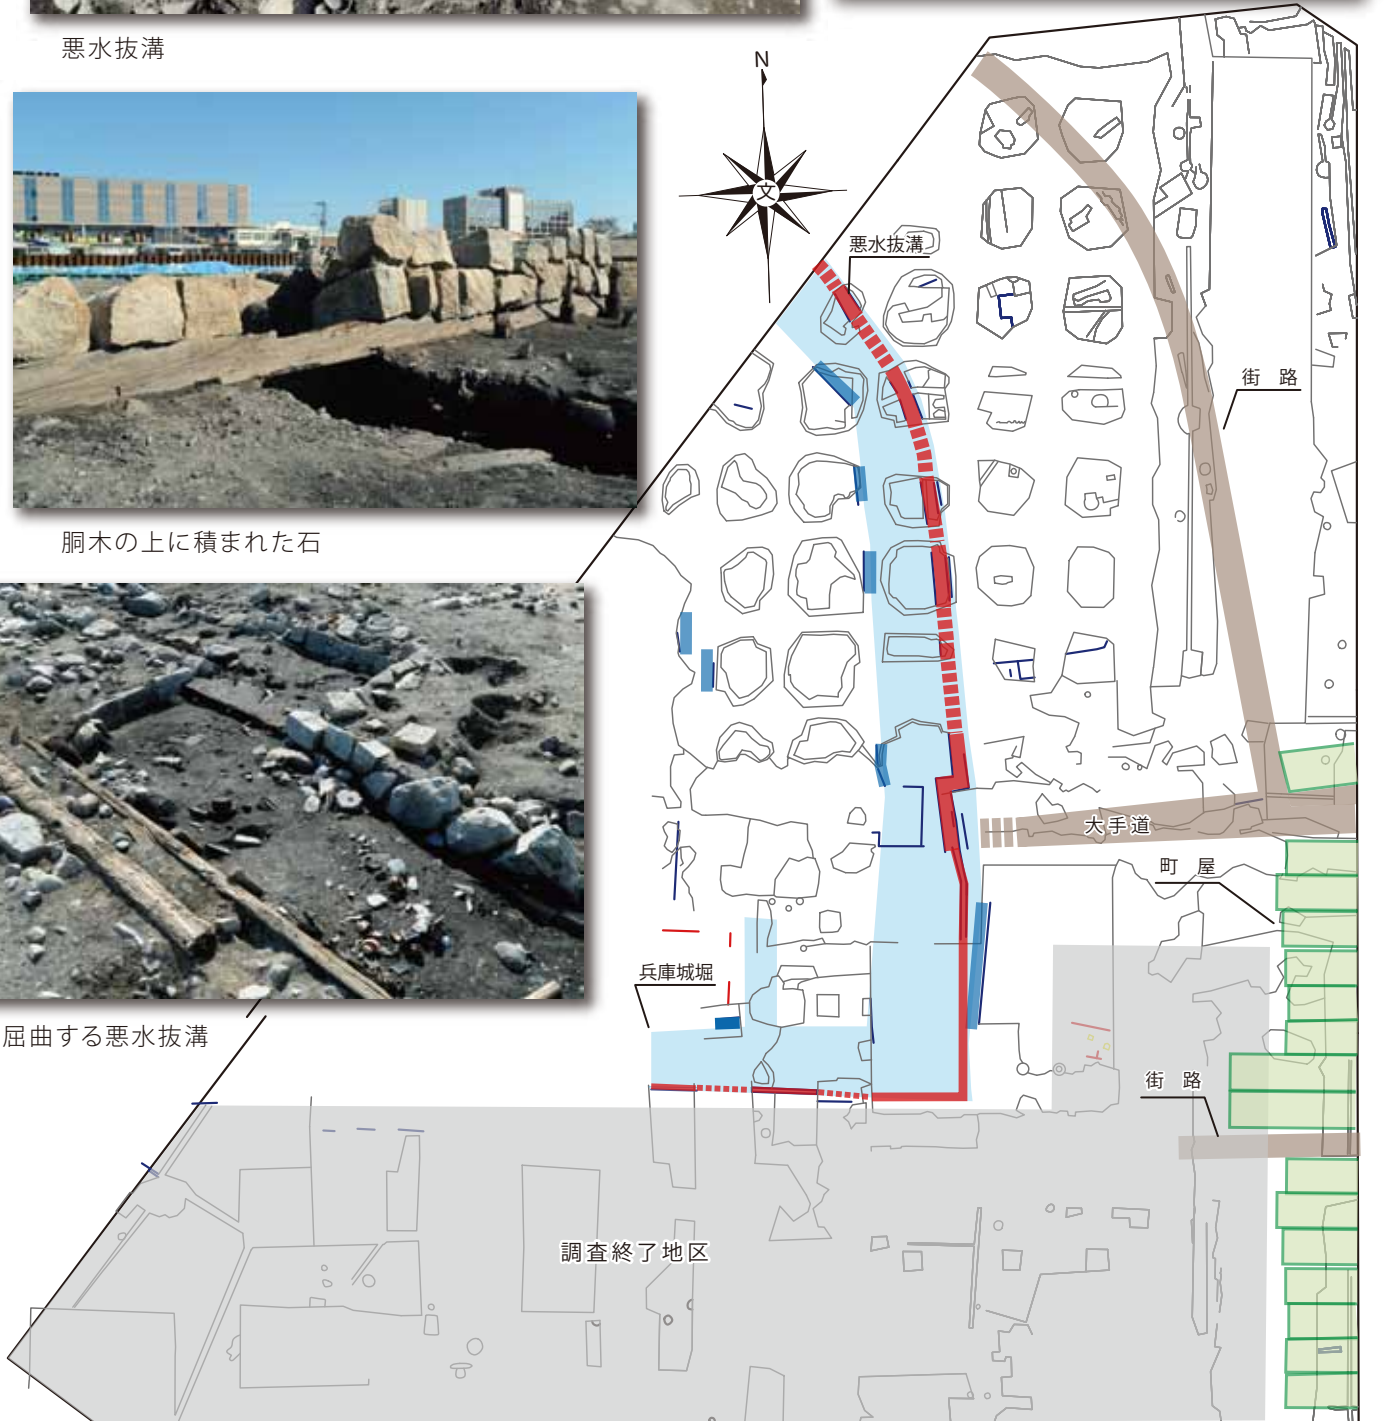 悪水抜溝
N
文
悪水抜溝
街 路
胴木の上に積まれた石
大手道
町 屋
兵庫城堀
屈曲する悪水抜溝
街 路
調査終了地区